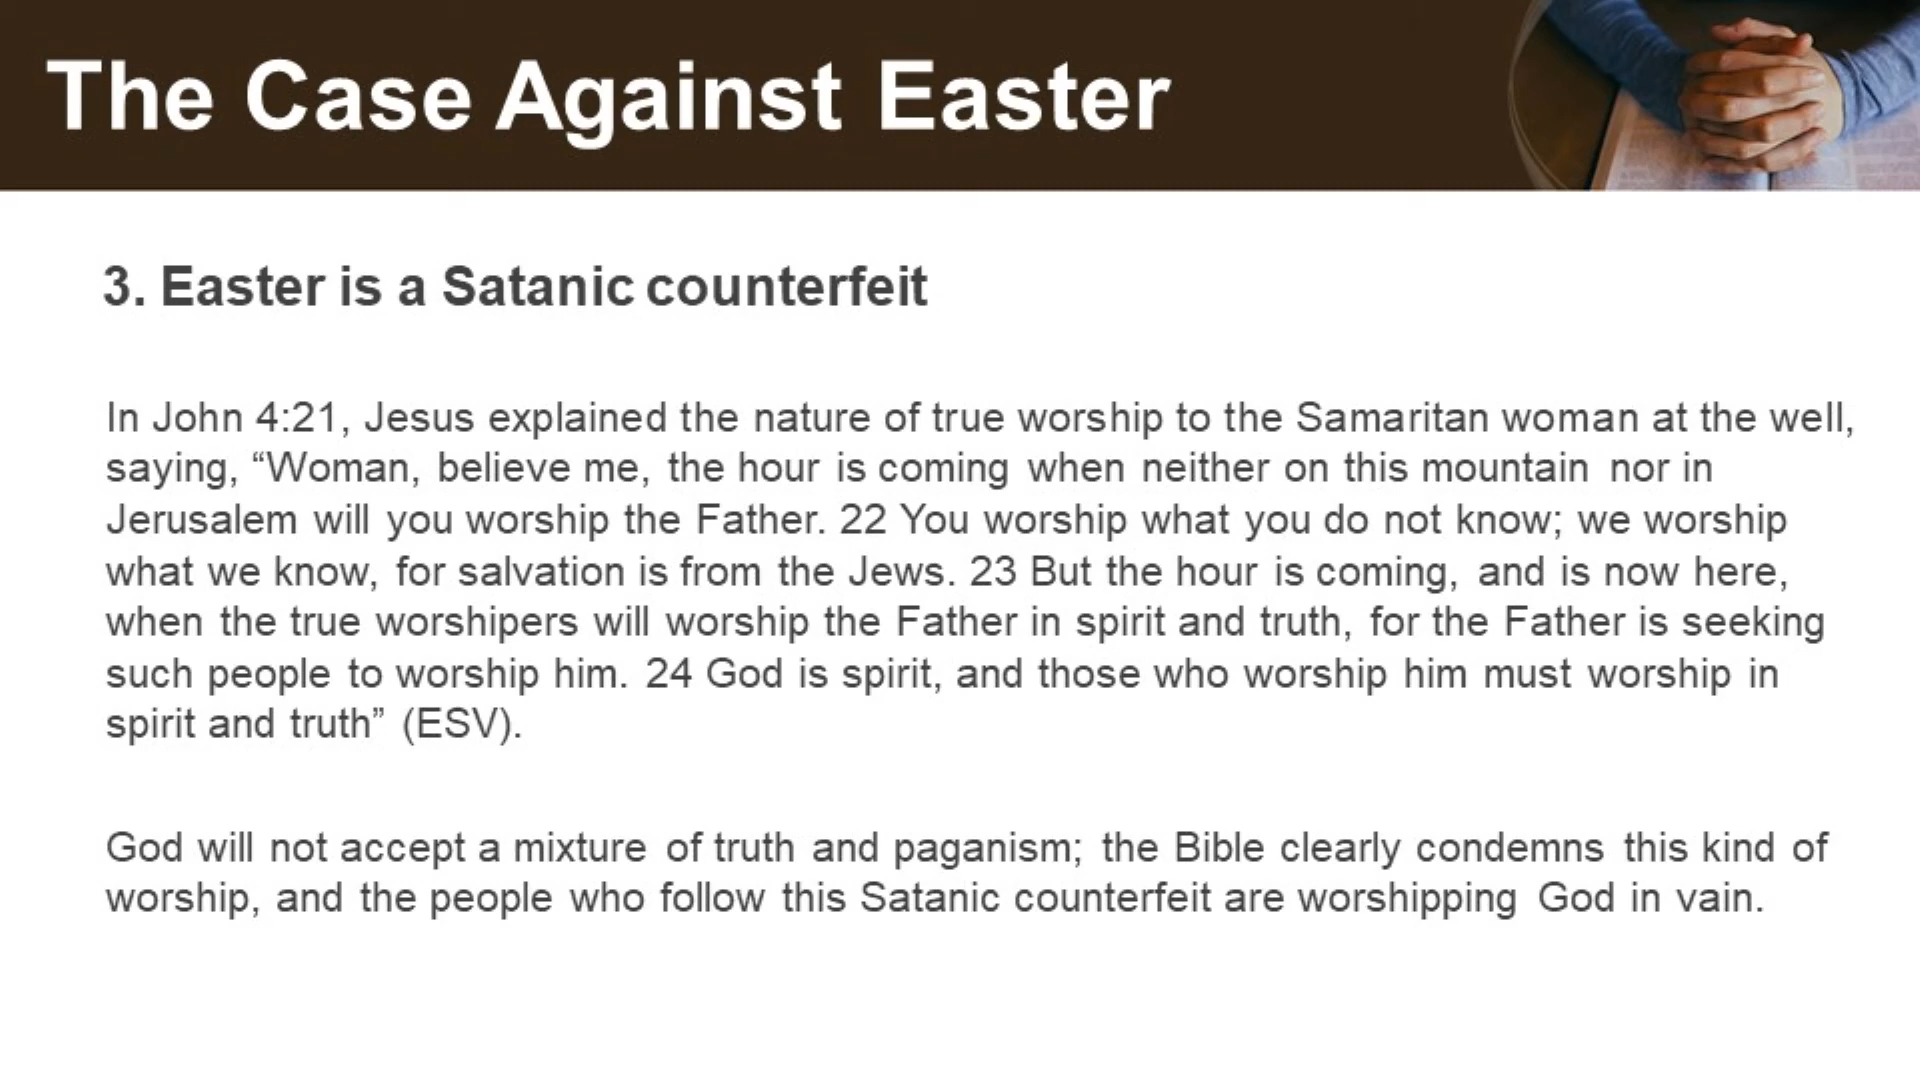 The Case Against Easter
3. Easter is a Satanic counterfeit
In John 4:21, Jesus explained the nature of true worship to the Samaritan woman at the well,
saying, “Woman, believe me, the hour is coming when neither on this mountain nor in
Jerusalem will you worship the Father. 22 You worship what you do not know; we worship
what we know, for salvation is from the Jews. 23 But the hour is coming, and is now here,
when the true worshipers will worship the Father in spirit and truth, for the Father is seeking
such people to worship him. 24 God is spirit, and those who worship him must worship in
spirit and truth” (ESV).
God will not accept a mixture of truth and paganism; the Bible clearly condemns this kind of
worship, and the people who follow this Satanic counterfeit are worshipping God in vain.